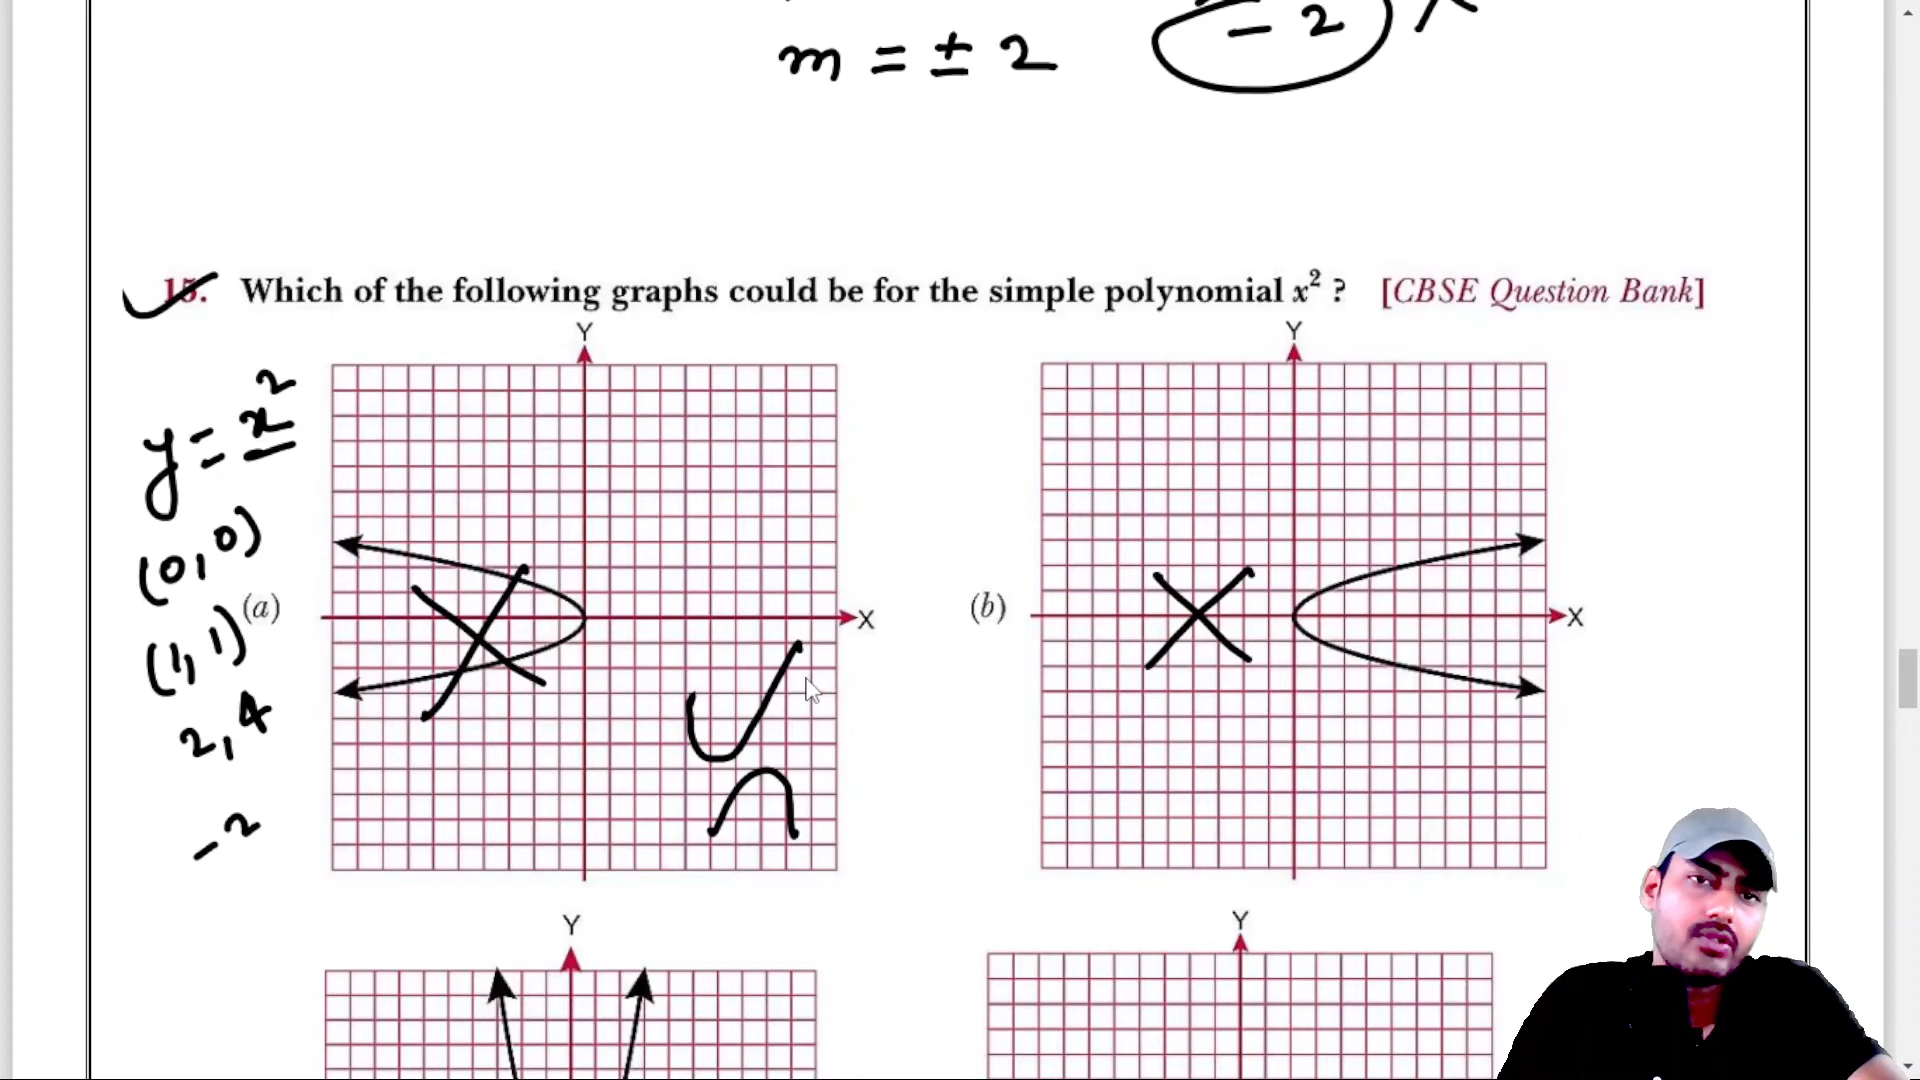 m = ± 2
- 2
15. Which of the following graphs could be for the simple polynomial x² ? [CBSE Question Bank]
Y
Y
y = x²
(0, 0)
(a)
X
(b)
X
(1, 1)
2, 4
-2
Y
Y